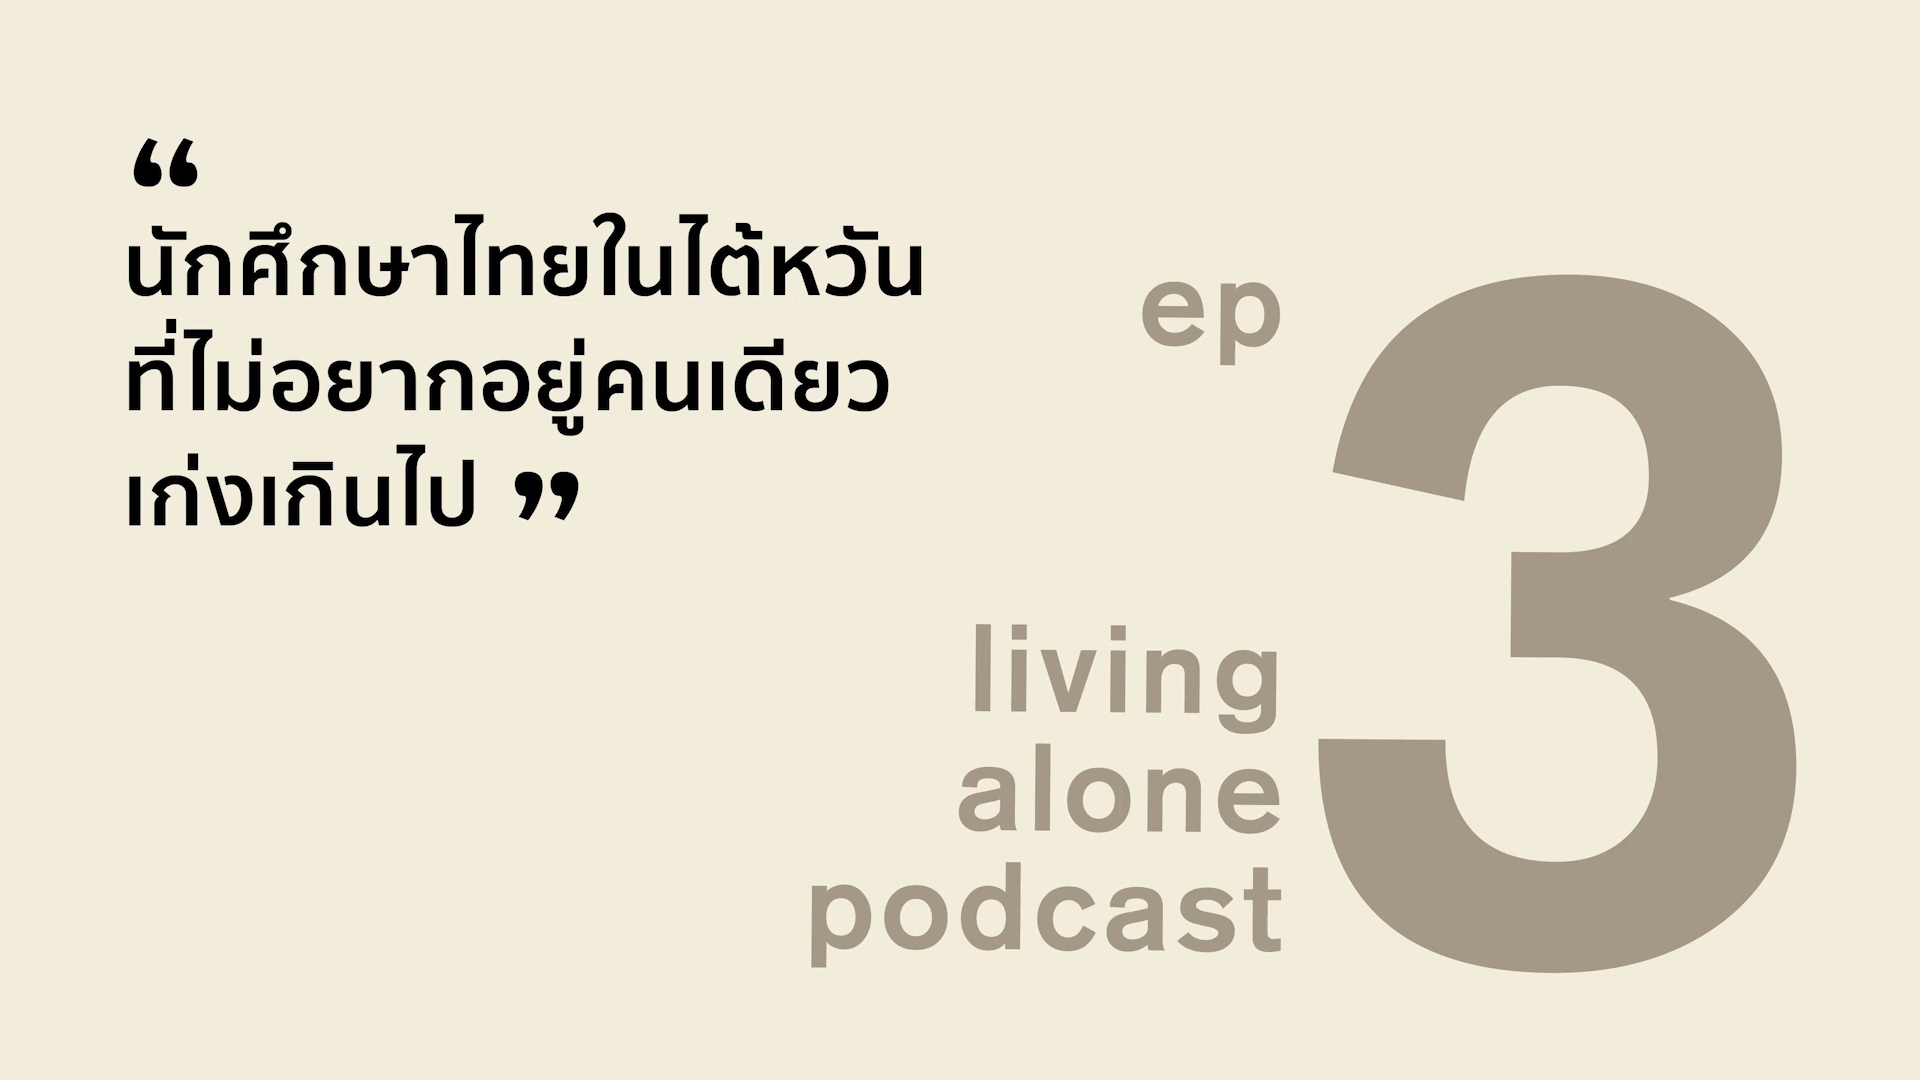 “
นักศึกษาไทยในไต้หวัน
ที่ไม่อยากอยู่คนเดียว
เก่งเกินไป ”
ep
3
living
alone
podcast